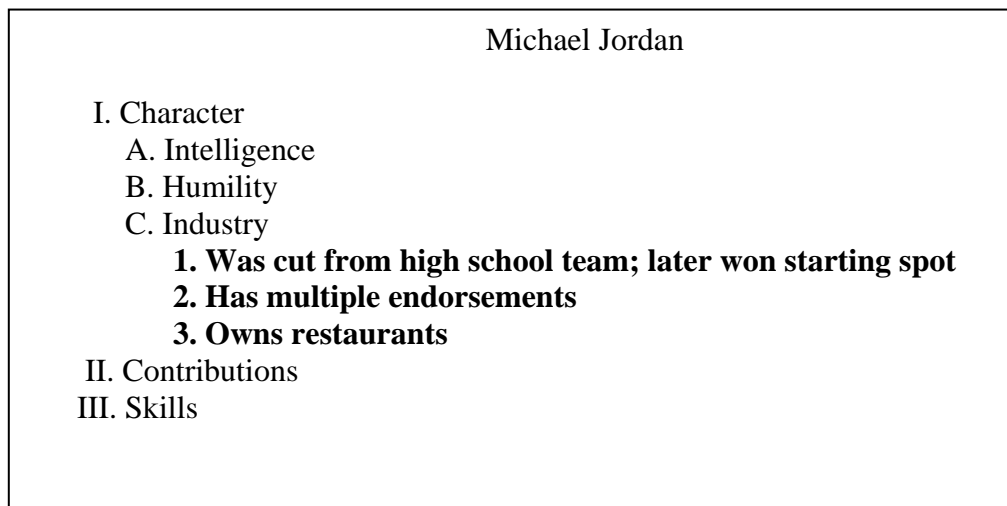 Michael Jordan
I. Character
A. Intelligence
B. Humility
C. Industry
1. Was cut from high school team; later won starting spot
2. Has multiple endorsements
3. Owns restaurants
II. Contributions
III. Skills